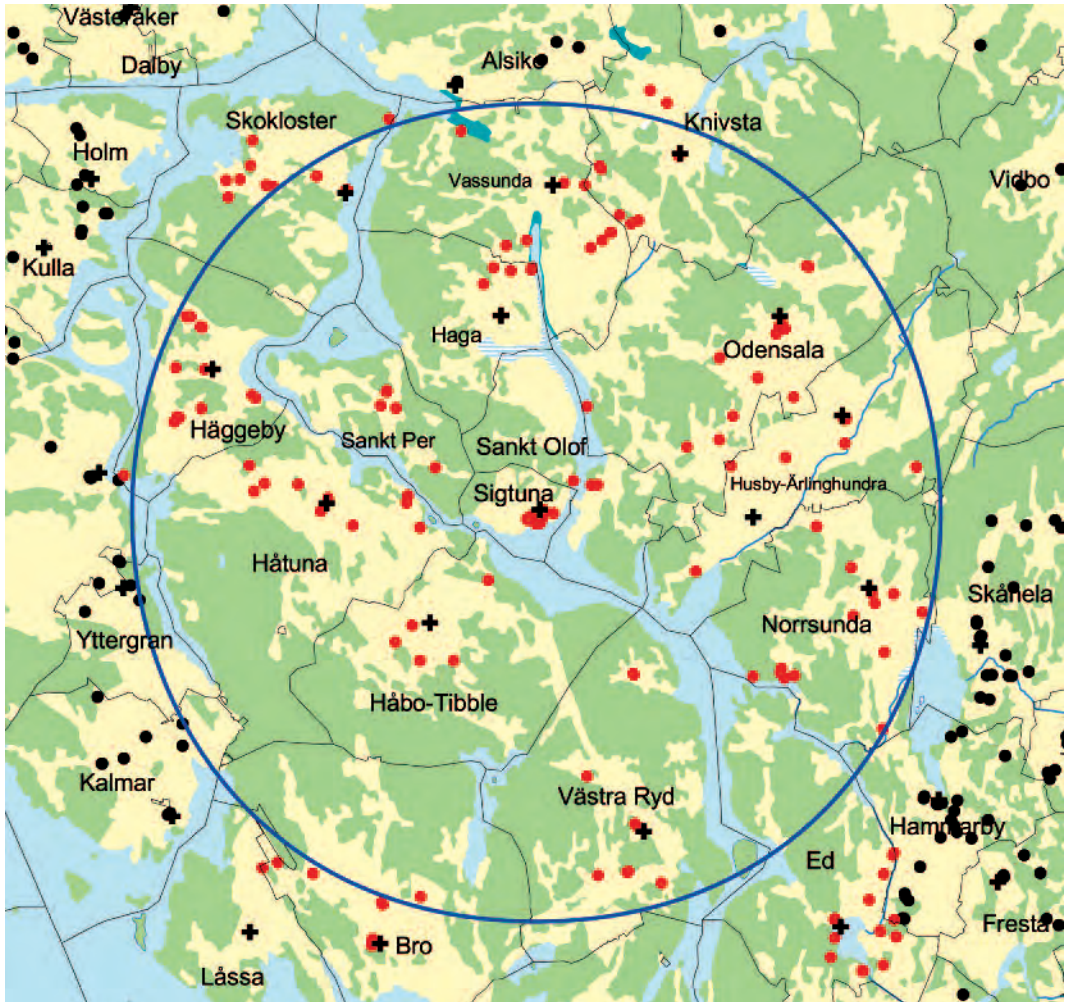 Västeråker
Dalby
Alsike
Skokloster
Knivsta
Holm
Vassunda
Vidbo
Kulla
Haga
Odensala
Häggeby
Sankt Per
Sankt Olof
Sigtuna
Husby-Ärlinghundra
Håtuna
Skånela
Norrsunda
Yttergran
Håbo-Tibble
Kalmar
Västra Ryd
Hammarby
Ed
Fresta
Bro
Låssa